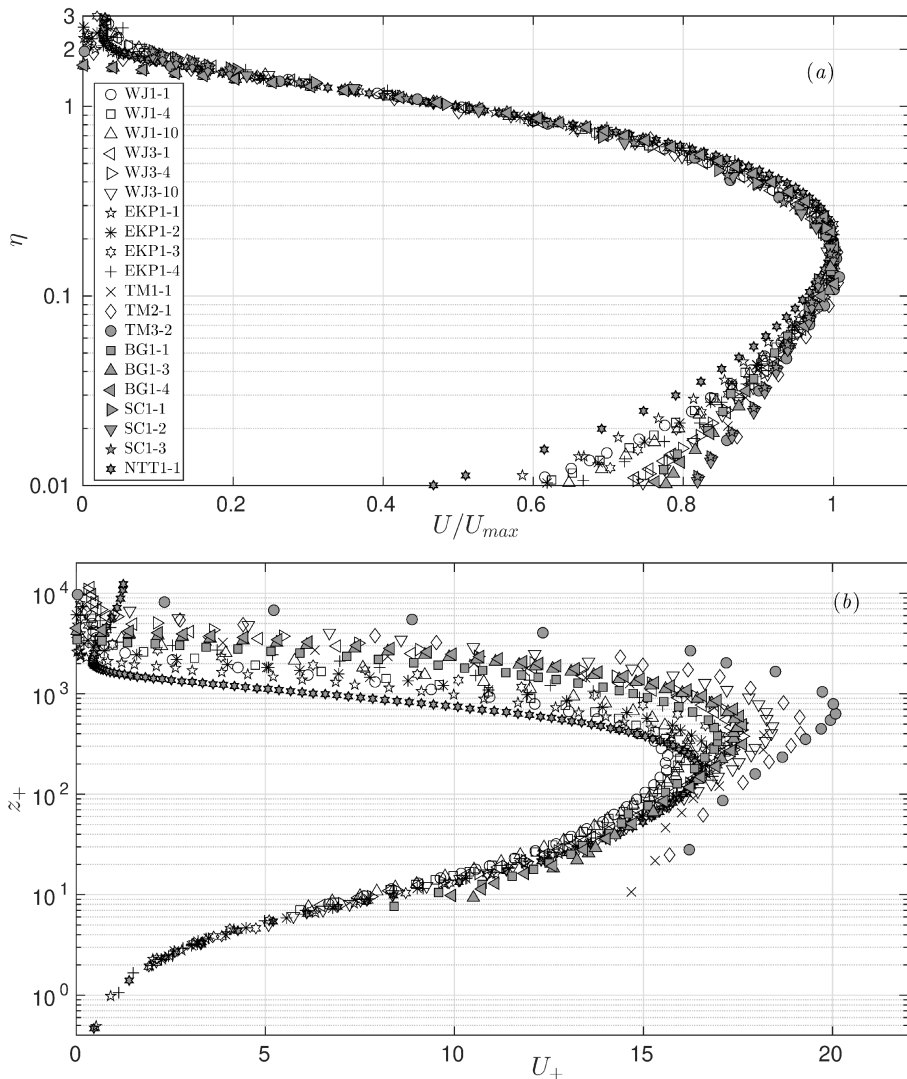 3
2
1
0.1
0.01
η
(a)
WJ1-1
WJ1-4
WJ1-10
WJ3-1
WJ3-4
WJ3-10
EKP1-1
EKP1-2
EKP1-3
EKP1-4
TM1-1
TM2-1
TM3-2
BG1-1
BG1-3
BG1-4
SC1-1
SC1-2
SC1-3
NTT1-1
0 0.2 0.4 0.6 0.8 1
U/U_max
10^4
10^3
10^2
10^1
10^0
z_+
(b)
0 5 10 15 20
U_+